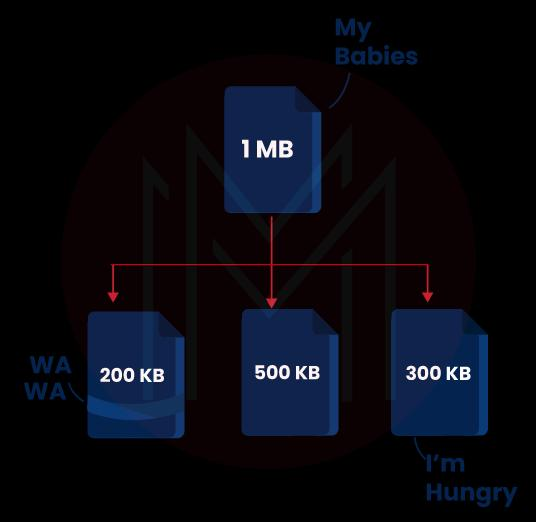 My
Babies
1 MB
200 KB
500 KB
300 KB
WA
WA
I'm
Hungry